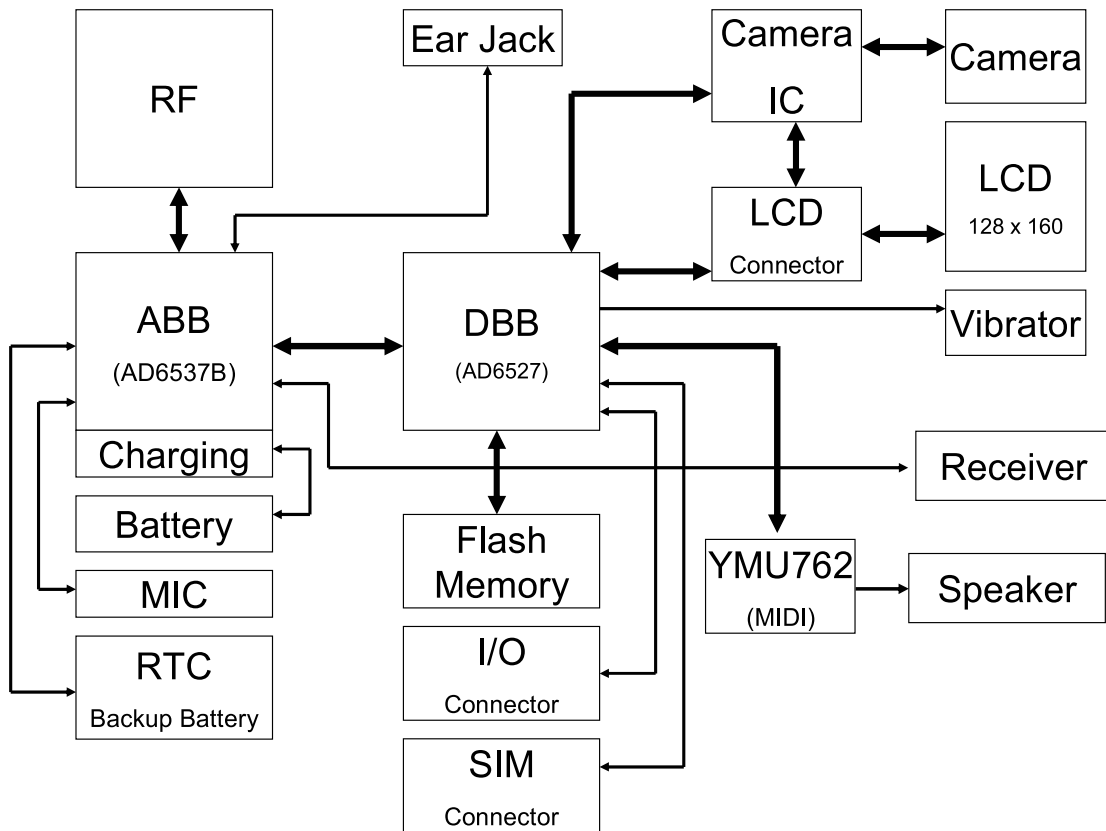 RF
Ear Jack
Camera
IC
Camera
LCD
128 x 160
LCD
Connector
Vibrator
ABB
(AD6537B)
DBB
(AD6527)
Charging
Battery
MIC
RTC
Backup Battery
Flash
Memory
I/O
Connector
SIM
Connector
Receiver
YMU762
(MIDI)
Speaker